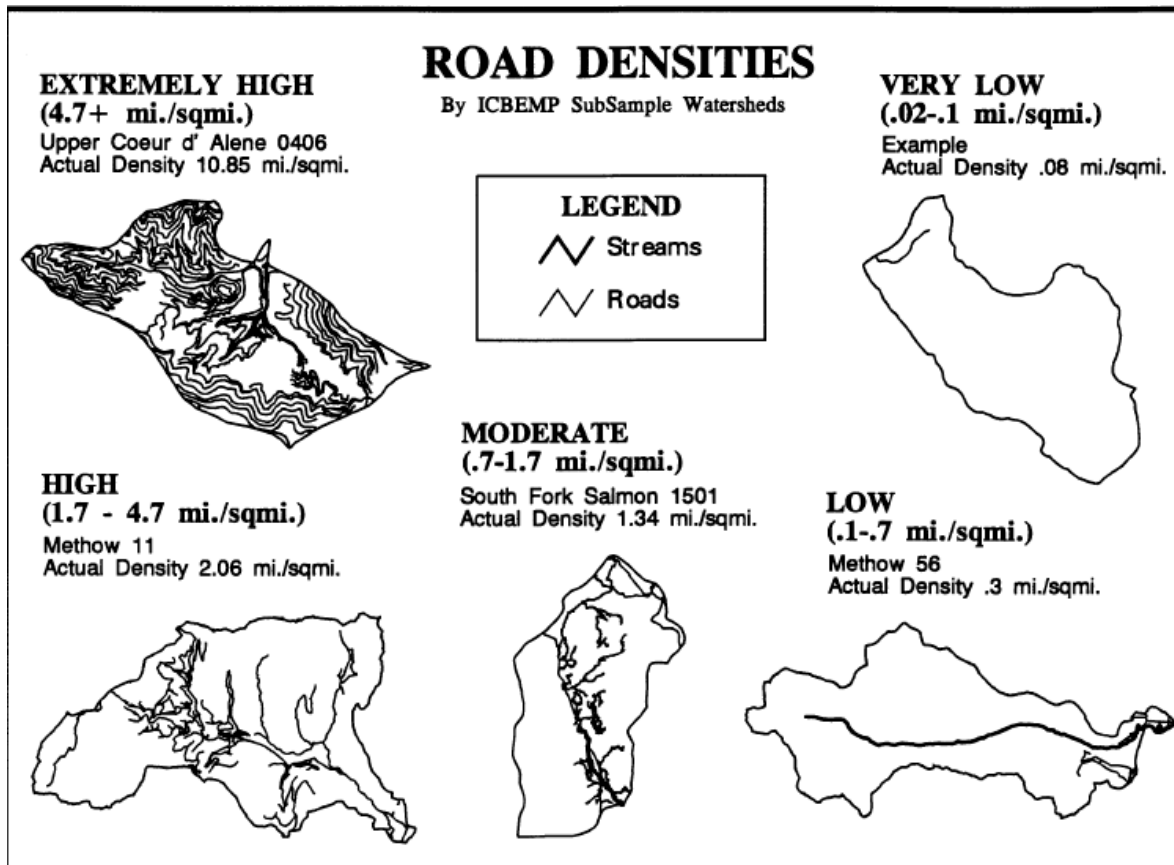 ROAD DENSITIES
By ICBEMP SubSample Watersheds
EXTREMELY HIGH
(4.7+ mi./sqmi.)
Upper Coeur d' Alene 0406
Actual Density 10.85 mi./sqmi.
VERY LOW
(.02-.1 mi./sqmi.)
Example
Actual Density .08 mi./sqmi.
LEGEND
Streams
Roads
HIGH
(1.7 - 4.7 mi./sqmi.)
Methow 11
Actual Density 2.06 mi./sqmi.
MODERATE
(.7-1.7 mi./sqmi.)
South Fork Salmon 1501
Actual Density 1.34 mi./sqmi.
LOW
(.1-.7 mi./sqmi.)
Methow 56
Actual Density .3 mi./sqmi.